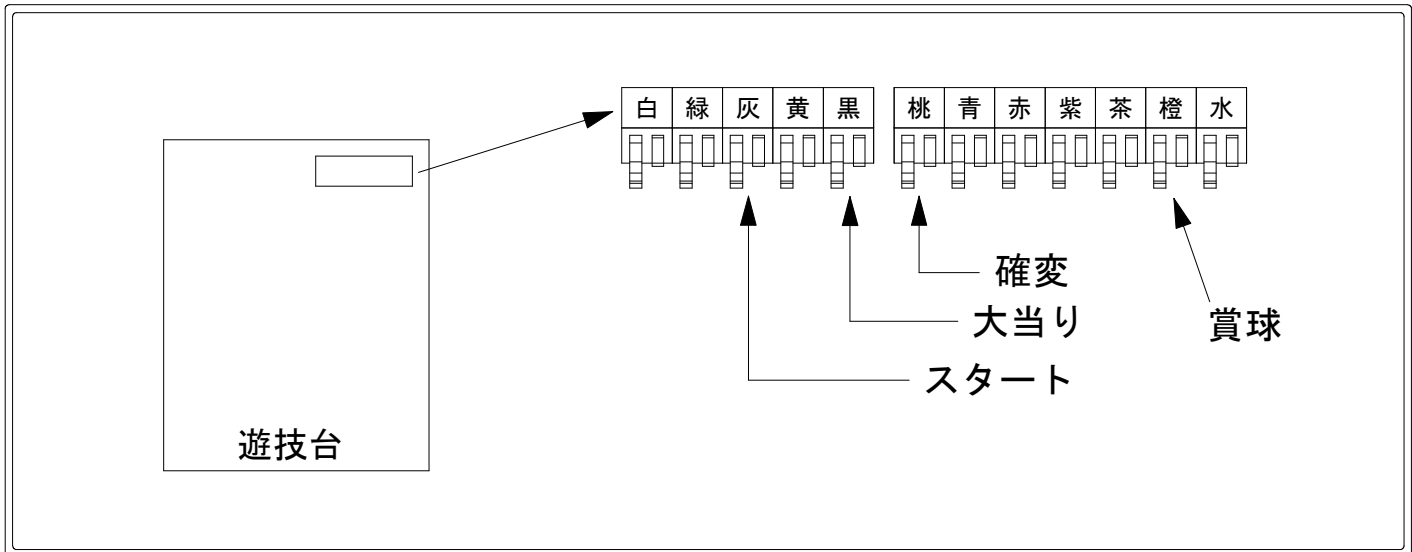 白 緑 灰 黄 黒 桃 青 赤 紫 茶 橙 水
確変
大当り
賞球
スタート
遊技台